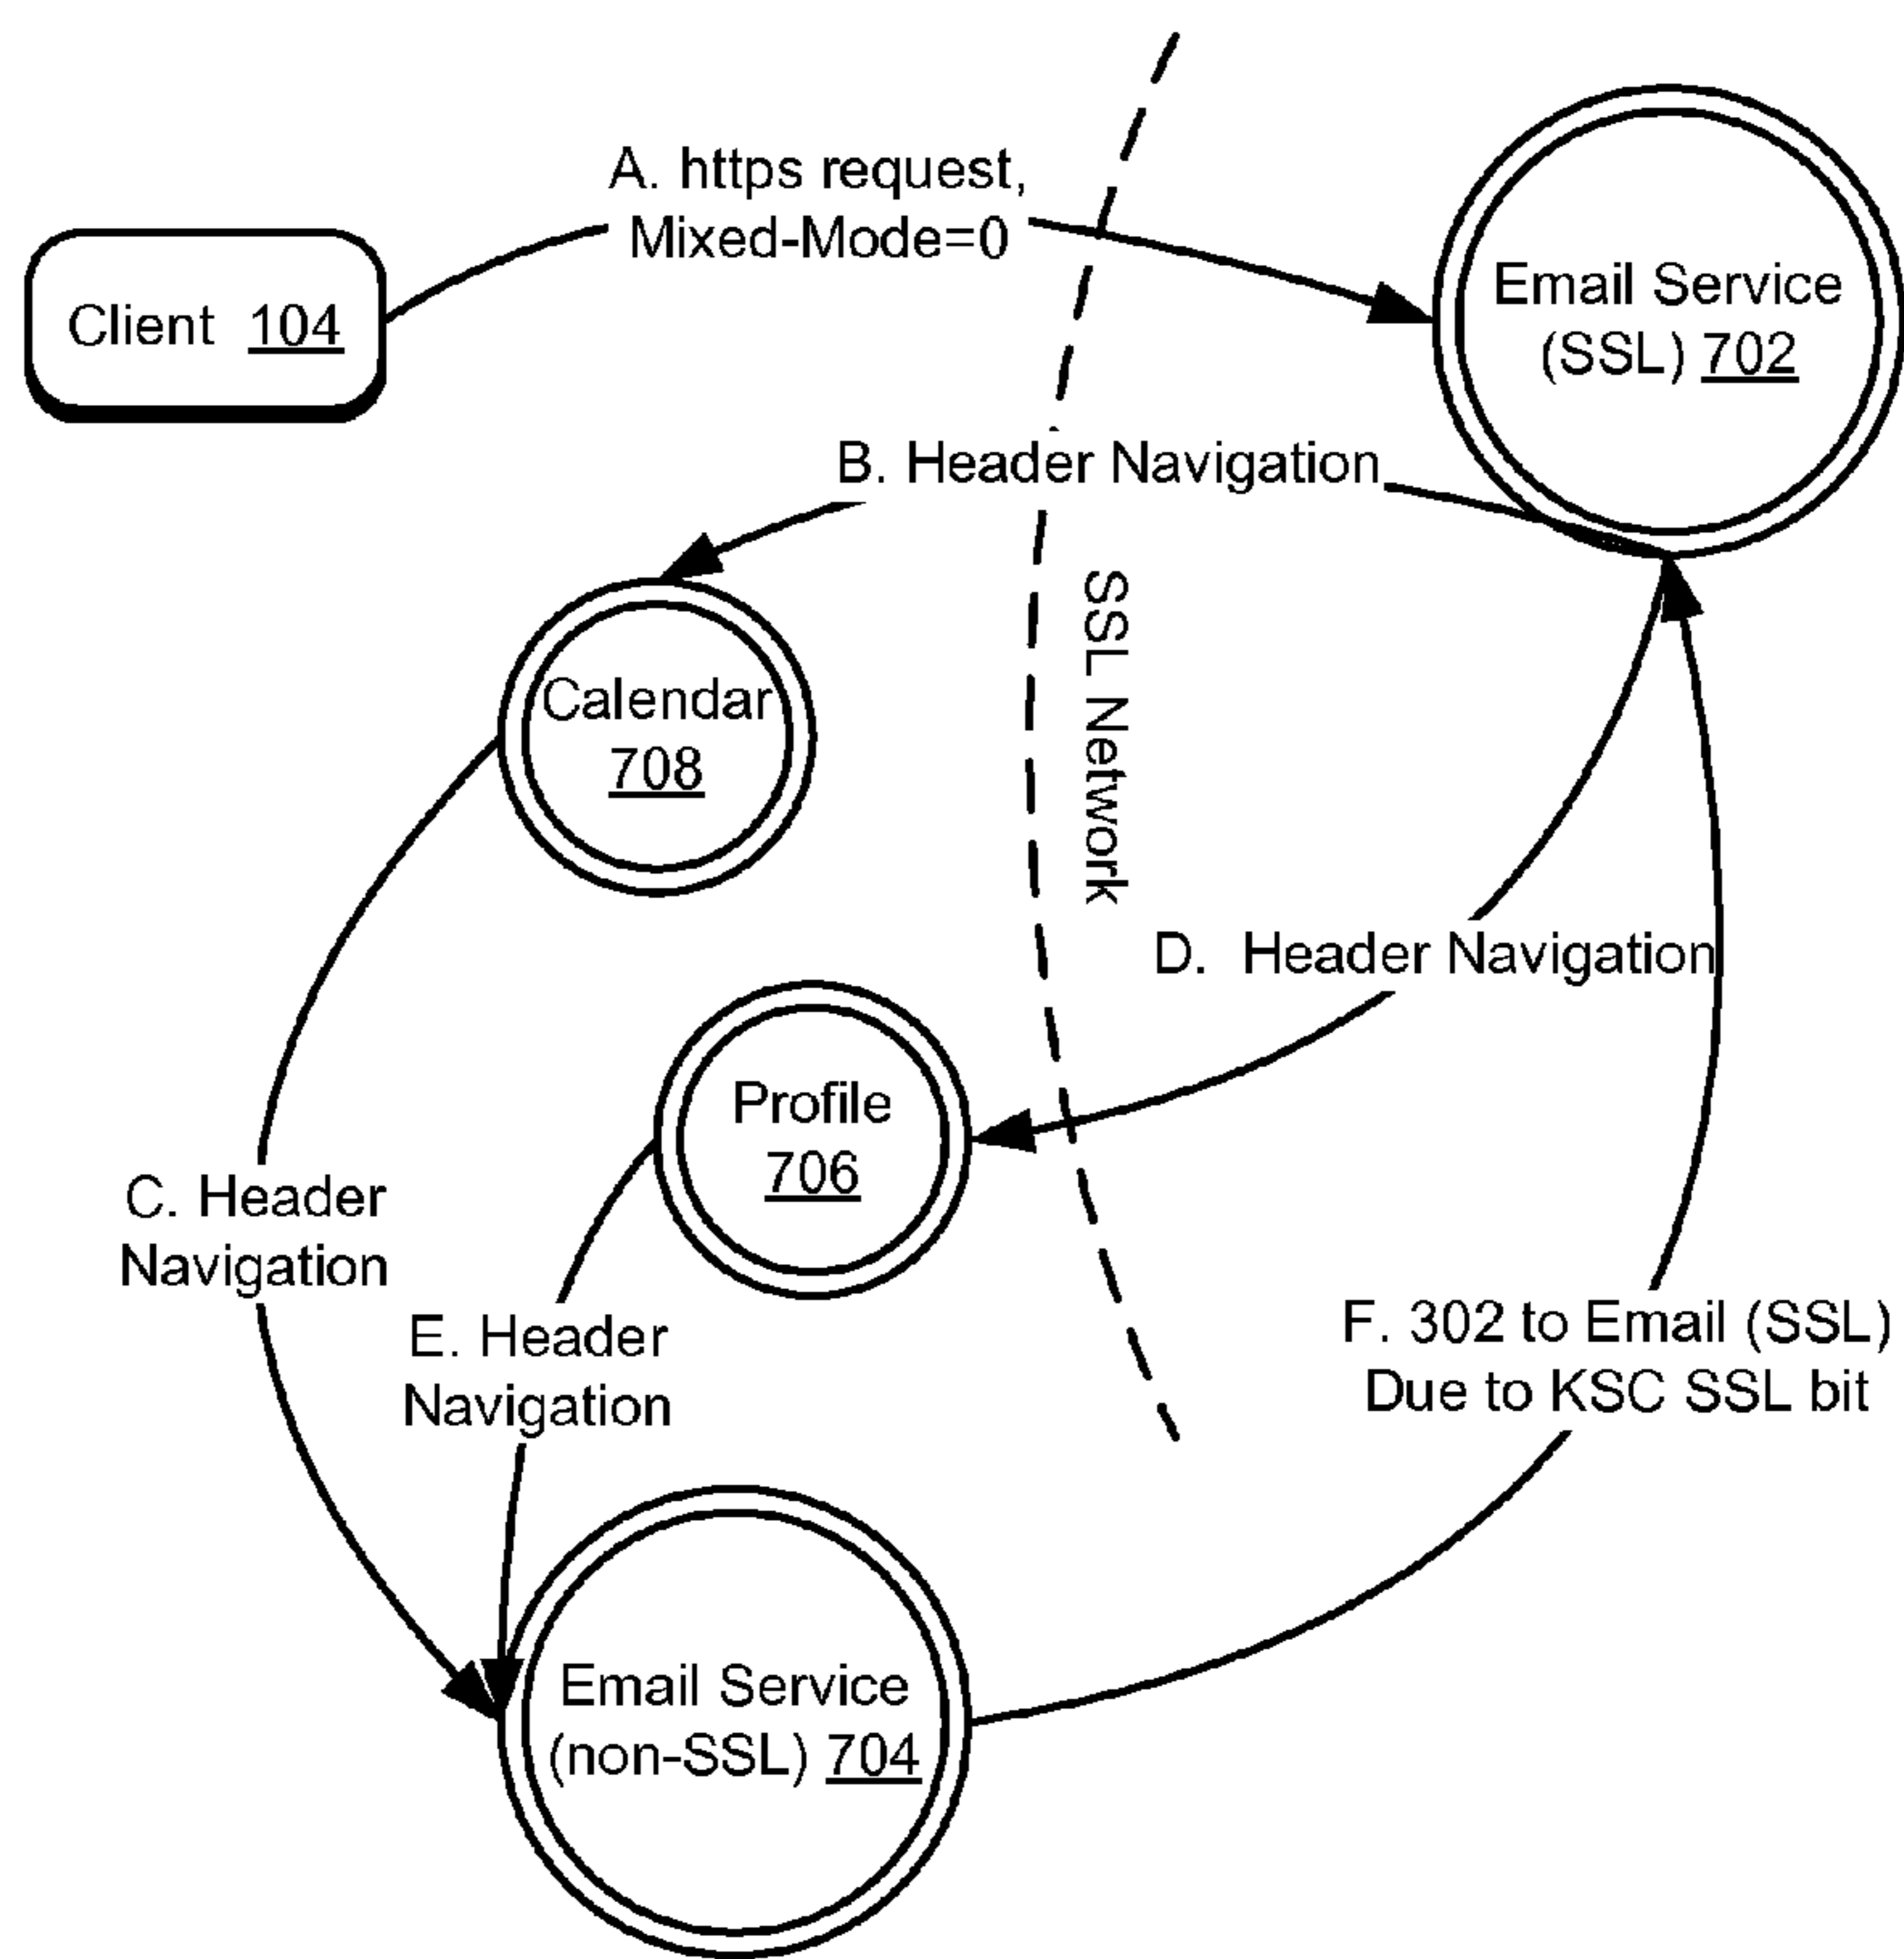 A. https request,
Mixed-Mode=0
Client 104
Email Service
(SSL) 702
B. Header Navigation
SSL Network
Calendar
708
D. Header Navigation
Profile
706
C. Header
Navigation
E. Header
Navigation
F. 302 to Email (SSL)
Due to KSC SSL bit
Email Service
(non-SSL) 704